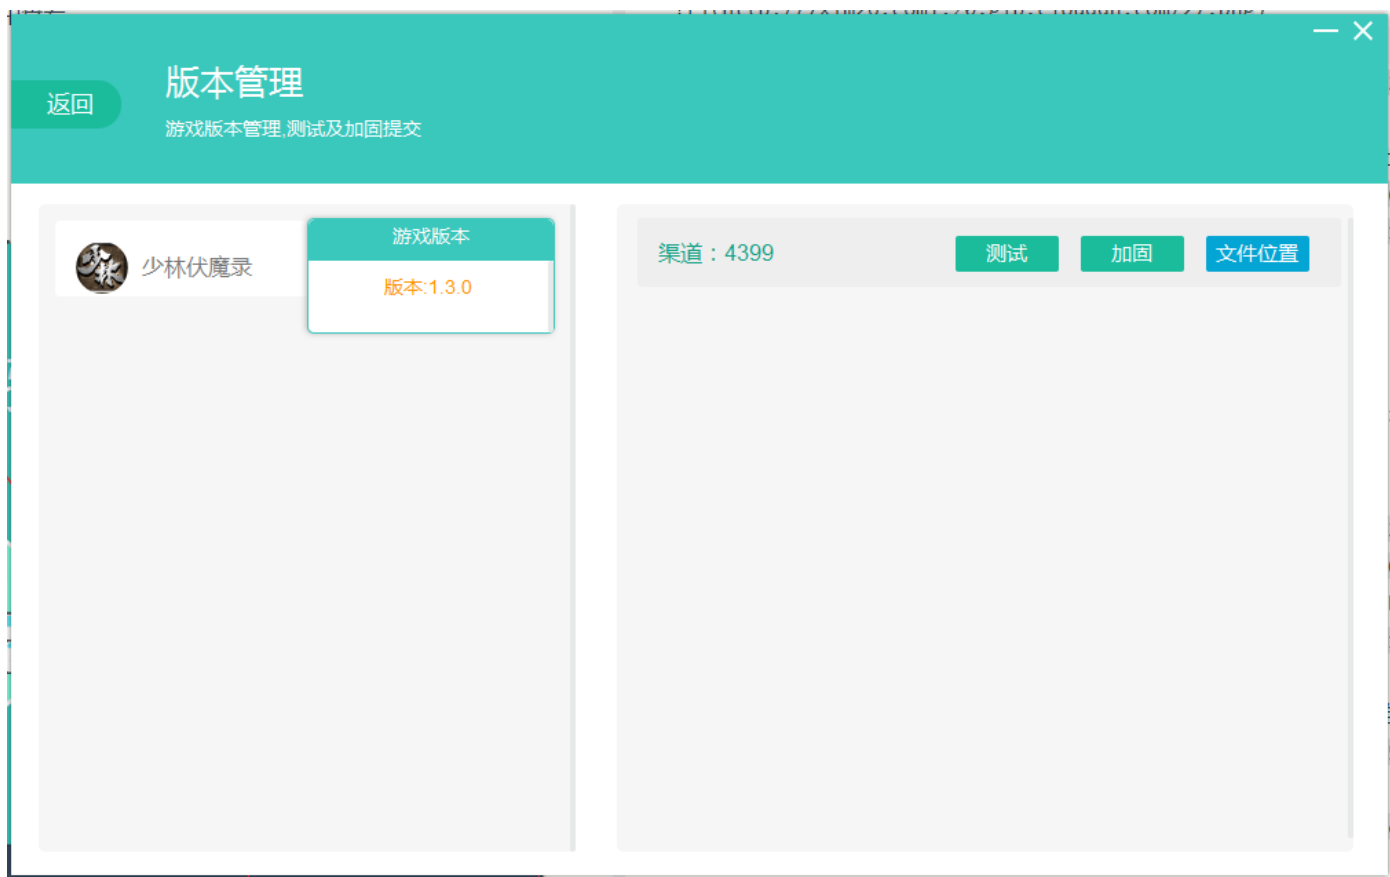 版本管理
返回
游戏版本管理,测试及加固提交
游戏版本
少林伏魔录
版本:1.3.0
渠道：4399
测试
加固
文件位置